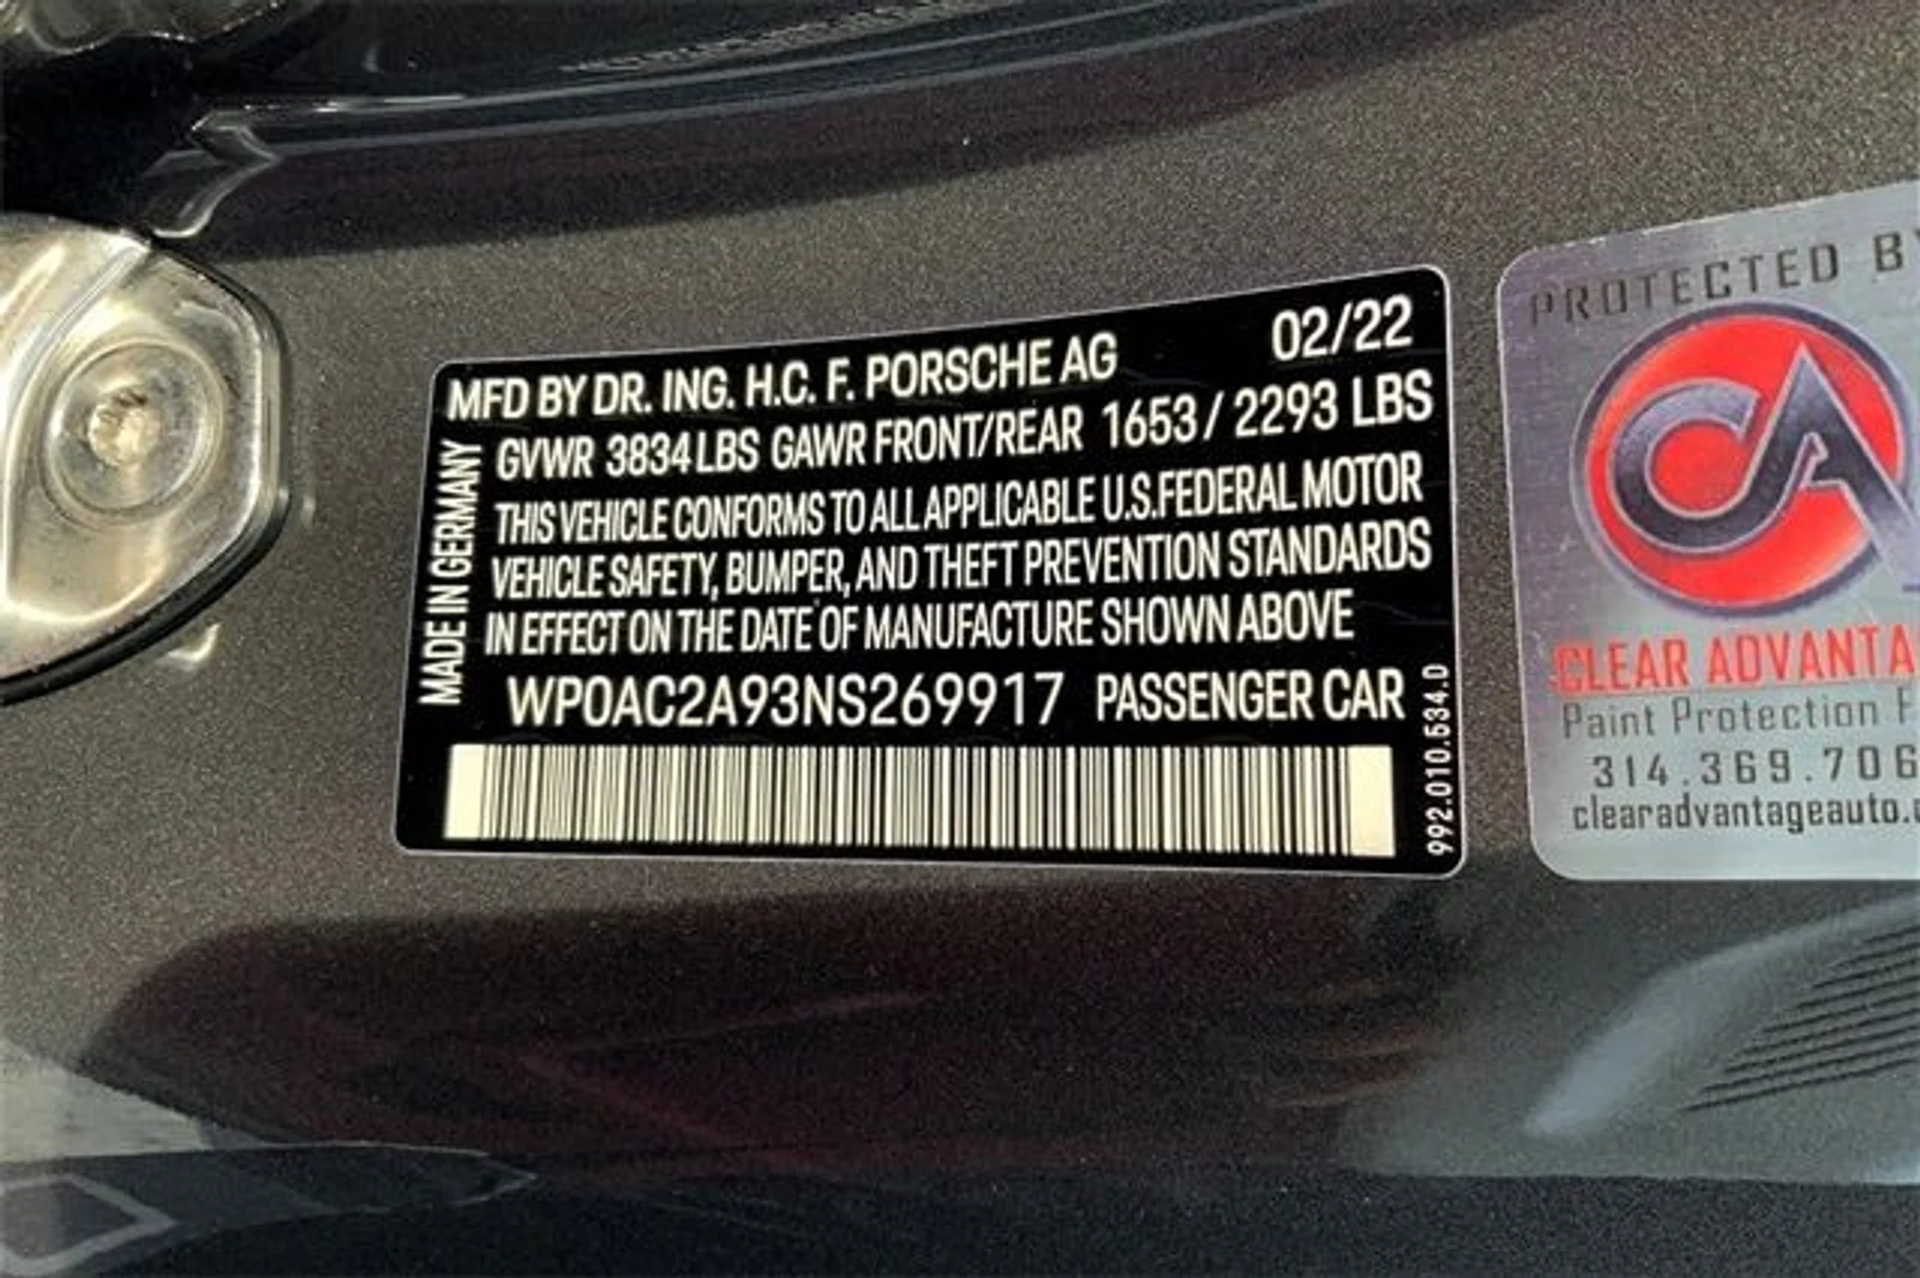 MFD BY DR. ING. H.C. F. PORSCHE AG 02/22
GVWR 3834 LBS GAWR FRONT/REAR 1653 / 2293 LBS
THIS VEHICLE CONFORMS TO ALL APPLICABLE U.S.FEDERAL MOTOR
VEHICLE SAFETY, BUMPER, AND THEFT PREVENTION STANDARDS
IN EFFECT ON THE DATE OF MANUFACTURE SHOWN ABOVE
WP0AC2A93NS269917 PASSENGER CAR
MADE IN GERMANY
992.010.534.0
PROTECTED BY
CA
CLEAR ADVANTA
Paint Protection F
314.369.706
clearadvantageauto.c